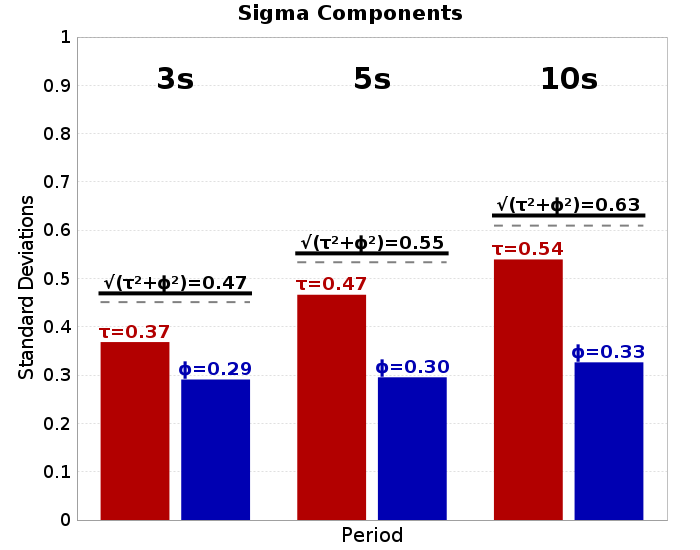 Sigma Components
1
0.9
0.8
0.7
0.6
0.5
0.4
0.3
0.2
0.1
0
Standard Deviations
3s
5s
10s
√(τ²+ϕ²)=0.47
τ=0.37
ϕ=0.29
√(τ²+ϕ²)=0.55
τ=0.47
ϕ=0.30
√(τ²+ϕ²)=0.63
τ=0.54
ϕ=0.33
Period